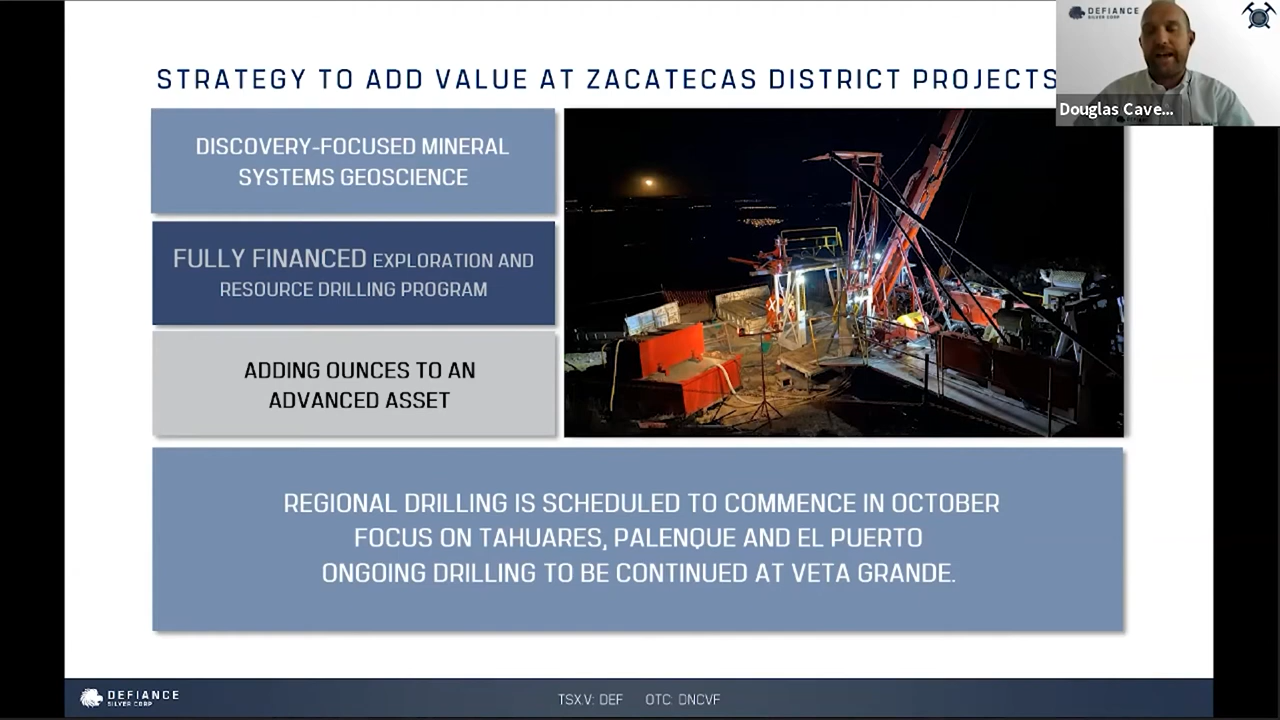 DEFIANCE
SILVER CORP
Douglas Cave...
STRATEGY TO ADD VALUE AT ZACATECAS DISTRICT PROJECTS
DISCOVERY-FOCUSED MINERAL
SYSTEMS GEOSCIENCE
FULLY FINANCED EXPLORATION AND
RESOURCE DRILLING PROGRAM
ADDING OUNCES TO AN
ADVANCED ASSET
REGIONAL DRILLING IS SCHEDULED TO COMMENCE IN OCTOBER
FOCUS ON TAHUARES, PALENQUE AND EL PUERTO
ONGOING DRILLING TO BE CONTINUED AT VETA GRANDE.
DEFIANCE
SILVER CORP
TSX.V: DEF OTC: DNCVF